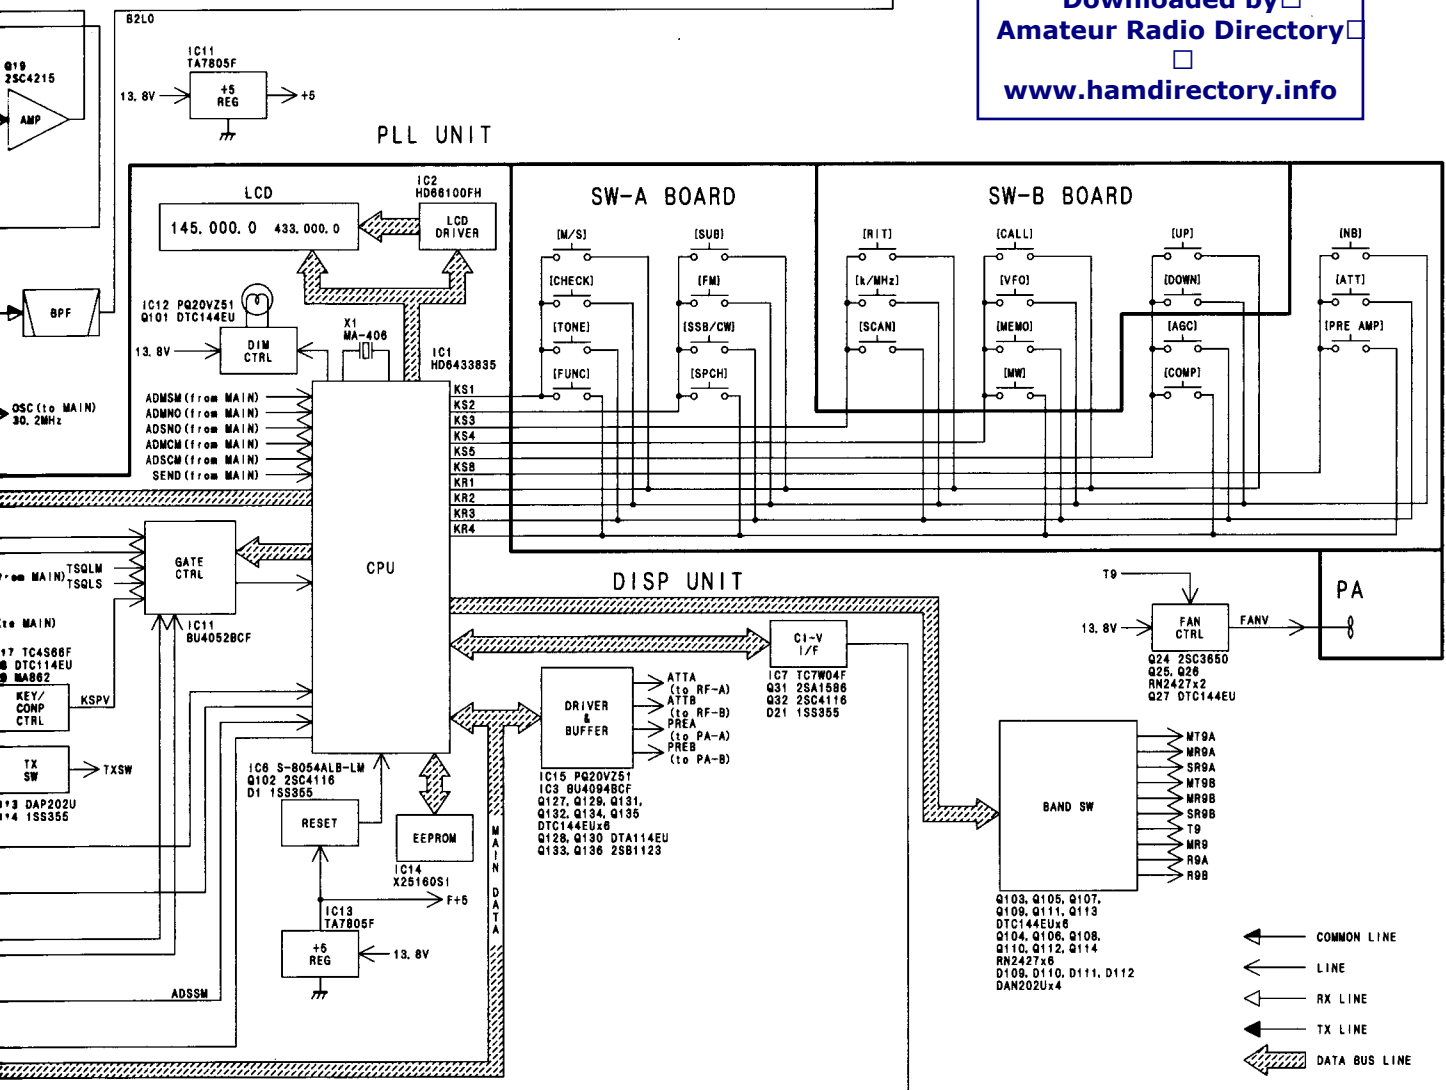 B2LO
Downloaded by
Amateur Radio Directory
www.hamdirectory.info
Q19
2SC4215
AMP
IC11
TA7805F
13.8V
+5
REG
+5
PLL UNIT
LCD
145.000.0 433.000.0
IC2
HD66100FH
LCD
DRIVER
SW-A BOARD
SW-B BOARD
[M/S]
[SUB]
[RIT]
[CALL]
[UP]
[NB]
[CHECK]
[FM]
[k/MHz]
[VFO]
[DOWN]
[ATT]
[TONE]
[SSB/CW]
[SCAN]
[MEMO]
[AGC]
[PRE AMP]
[FUNC]
[SPCH]
[MW]
[COMP]
BPF
IC12 PQ20VZ51
Q101 DTC144EU
13.8V
DIM
CTRL
X1
MA-406
IC1
HD6433835
OSC (to MAIN)
30.2MHz
ADMSM (from MAIN)
ADMNO (from MAIN)
ADSNO (from MAIN)
ADMCM (from MAIN)
ADSCM (from MAIN)
SEND (from MAIN)
KS1
KS2
KS3
KS4
KS5
KS8
KR1
KR2
KR3
KR4
CPU
GATE
CTRL
TSQLM
TSQLS
IC11
BU4052BCF
DISP UNIT
T9
13.8V
FAN
CTRL
FANV
PA
Q24 2SC3650
Q25, Q26
RN2427x2
Q27 DTC144EU
MAIN)
17 TC4S66F
DTC114EU
MA862
KEY/
CONP
CTRL
KSPV
TX
SW
TXSW
DAP202U
1SS355
CI-V
I/F
IC7 TC7W04F
Q31 2SA1586
Q32 2SC4116
D21 1SS355
DRIVER
&
BUFFER
ATTA
(to RF-A)
ATTB
(to RF-B)
PREA
(to PA-A)
PREB
(to PA-B)
IC15 PQ20VZ51
IC3 BU4094BCF
Q127, Q129, Q131,
Q132, Q134, Q135
DTC144EUx6
Q128, Q130 DTA114EU
Q133, Q136 2SB1123
IC6 S-8054ALB-LM
Q102 2SC4116
D1 1SS355
RESET
EEPROM
IC14
X25160SI
F+5
IC13
TA7805F
+5
REG
13.8V
MAIN DATA
ADSSM
BAND SW
MT9A
MR9A
SR9A
MT9B
MR9B
SR9B
T9
MR9
R9A
R9B
Q103, Q105, Q107,
Q109, Q111, Q113
DTC144EUx6
Q104, Q106, Q108,
Q110, Q112, Q114
RN2427x6
D109, D110, D111, D112
DAN202Ux4
COMMON LINE
LINE
RX LINE
TX LINE
DATA BUS LINE